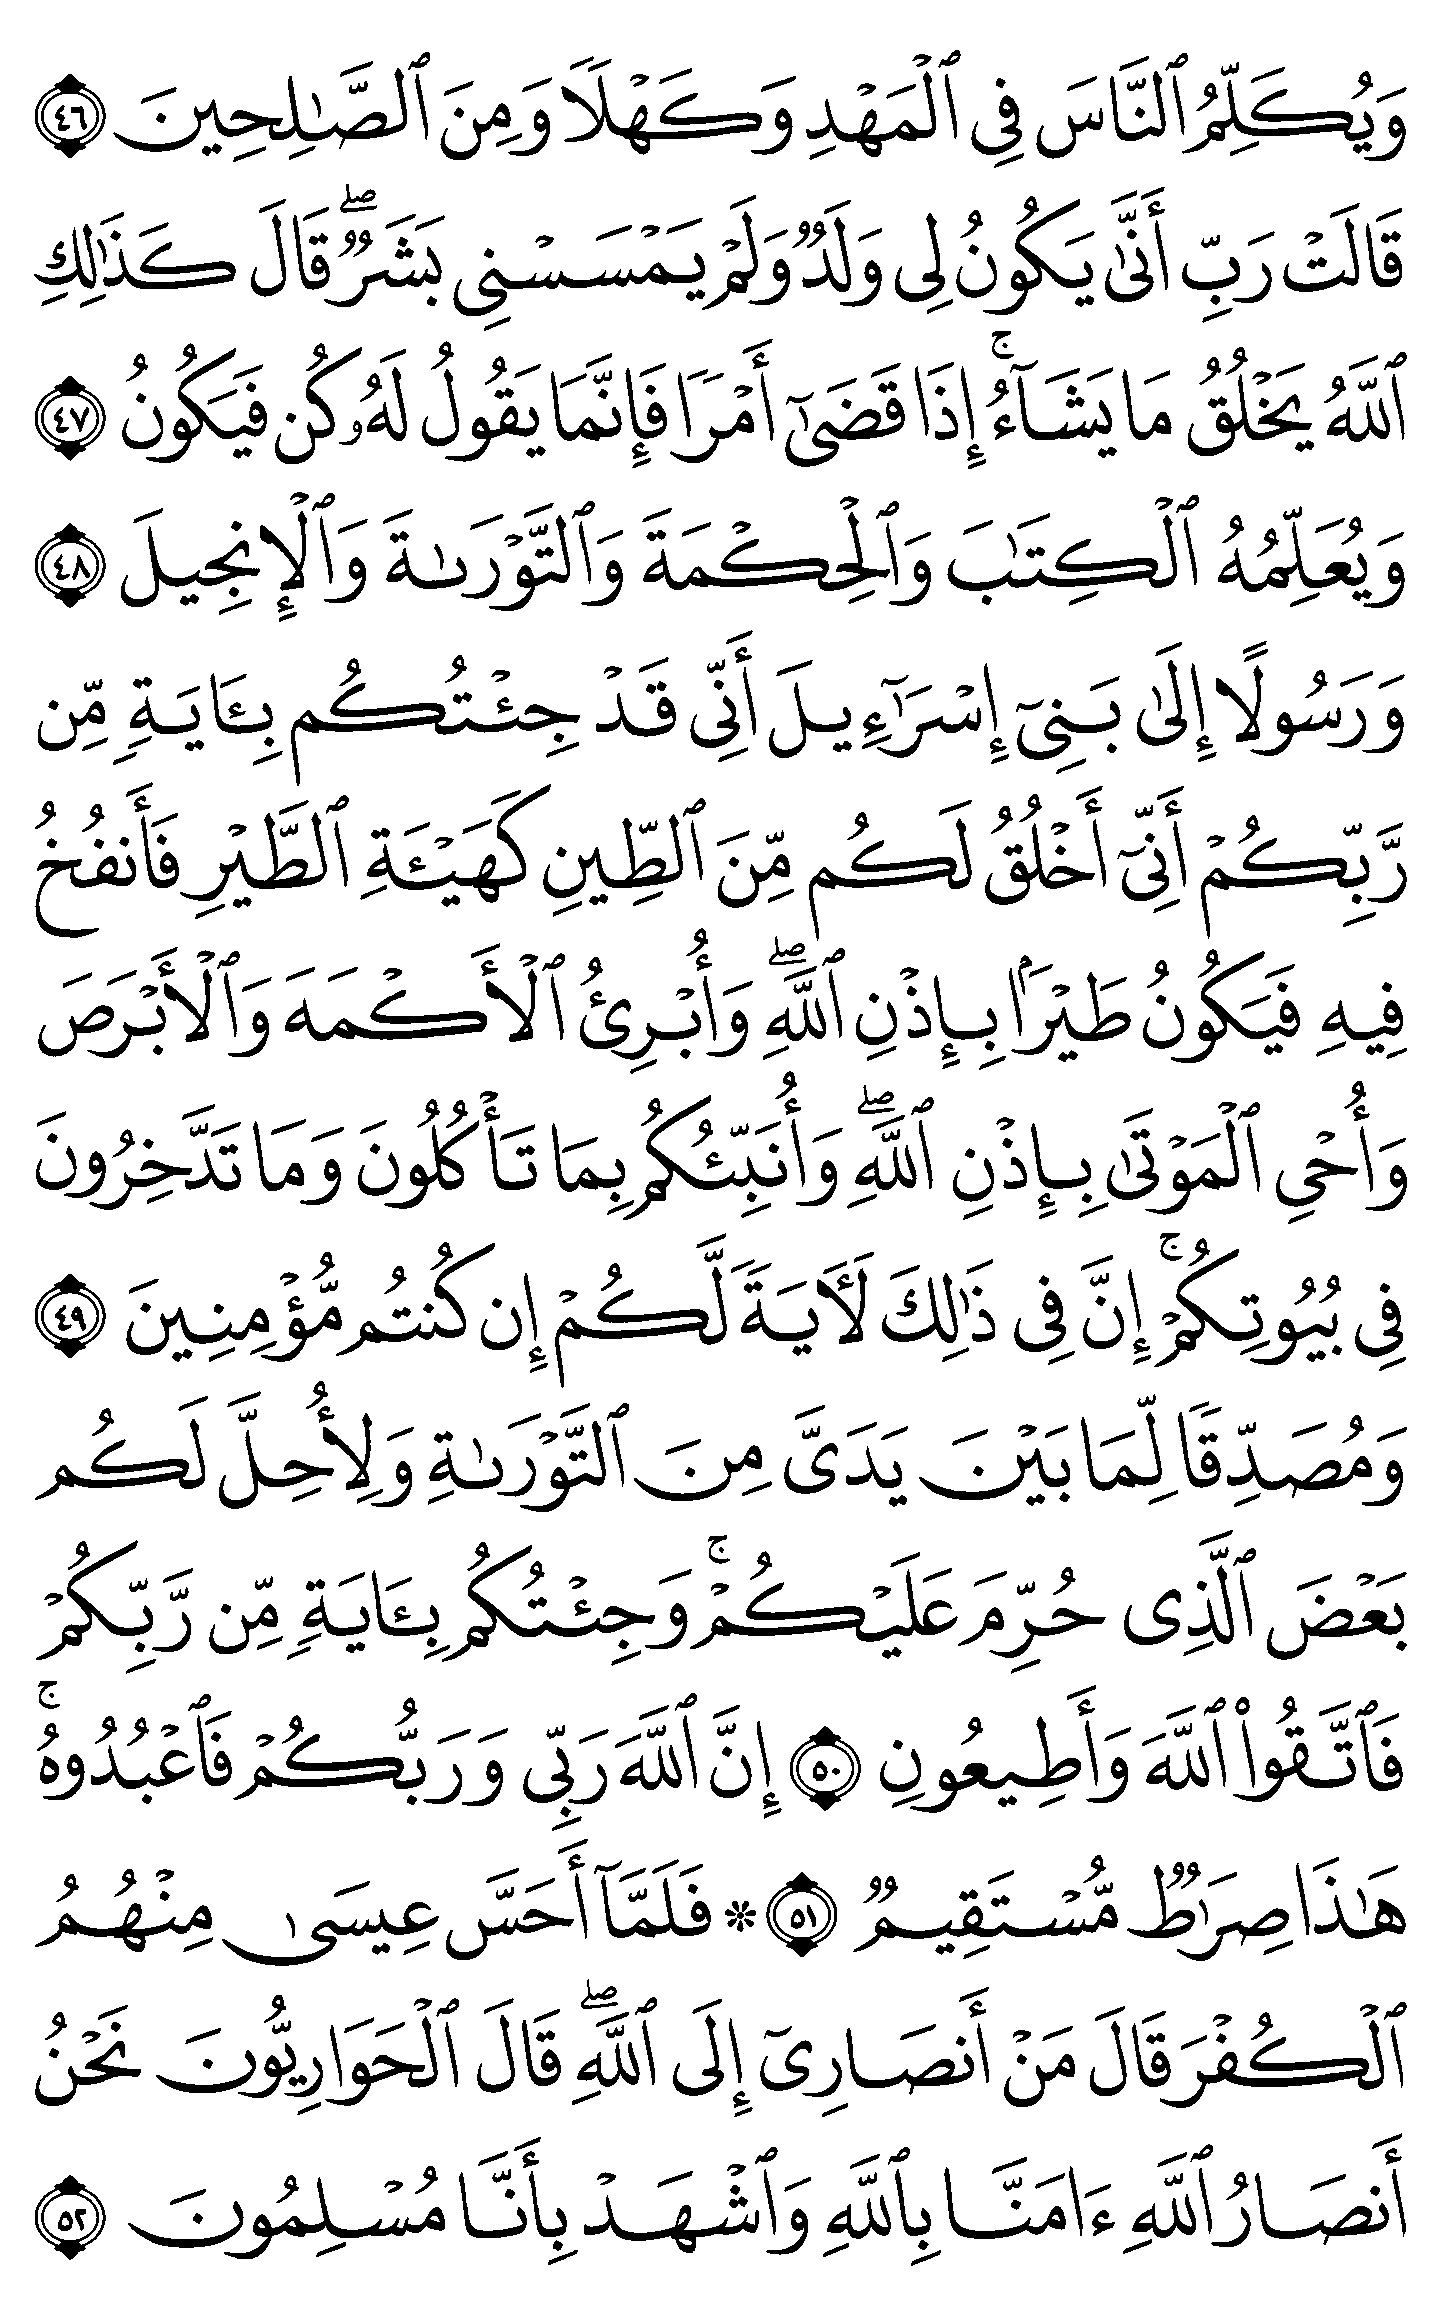 وَيُكَلِّمُ ٱلنَّاسَ فِى ٱلْمَهْدِ وَكَهْلًا وَمِنَ ٱلصَّـٰلِحِينَ ٤٦
قَالَتْ رَبِّ أَنَّىٰ يَكُونُ لِى وَلَدٌ وَلَمْ يَمْسَسْنِى بَشَرٌ ۖ قَالَ كَذَٰلِكِ
ٱللَّهُ يَخْلُقُ مَا يَشَآءُ ۚ إِذَا قَضَىٰٓ أَمْرًا فَإِنَّمَا يَقُولُ لَهُۥ كُن فَيَكُونُ ٤٧
وَيُعَلِّمُهُ ٱلْكِتَـٰبَ وَٱلْحِكْمَةَ وَٱلتَّوْرَىٰةَ وَٱلْإِنجِيلَ ٤٨
وَرَسُولًا إِلَىٰ بَنِىٓ إِسْرَٰٓءِيلَ أَنِّى قَدْ جِئْتُكُم بِـَٔايَةٍ مِّن
رَّبِّكُمْ أَنِّىٓ أَخْلُقُ لَكُم مِّنَ ٱلطِّينِ كَهَيْـَٔةِ ٱلطَّيْرِ فَأَنفُخُ
فِيهِ فَيَكُونُ طَيْرًۢا بِإِذْنِ ٱللَّهِ ۖ وَأُبْرِئُ ٱلْأَكْمَهَ وَٱلْأَبْرَصَ
وَأُحْىِ ٱلْمَوْتَىٰ بِإِذْنِ ٱللَّهِ ۖ وَأُنَبِّئُكُم بِمَا تَأْكُلُونَ وَمَا تَدَّخِرُونَ
فِى بُيُوتِكُمْ ۚ إِنَّ فِى ذَٰلِكَ لَـَٔايَةً لَّكُمْ إِن كُنتُم مُّؤْمِنِينَ ٤٩
وَمُصَدِّقًا لِّمَا بَيْنَ يَدَىَّ مِنَ ٱلتَّوْرَىٰةِ وَلِأُحِلَّ لَكُم
بَعْضَ ٱلَّذِى حُرِّمَ عَلَيْكُمْ ۚ وَجِئْتُكُم بِـَٔايَةٍ مِّن رَّبِّكُمْ
فَٱتَّقُوا۟ ٱللَّهَ وَأَطِيعُونِ ٥٠ إِنَّ ٱللَّهَ رَبِّى وَرَبُّكُمْ فَٱعْبُدُوهُ ۚ
هَـٰذَا صِرَٰطٌ مُّسْتَقِيمٌ ٥١ ۞ فَلَمَّآ أَحَسَّ عِيسَىٰ مِنْهُمُ
ٱلْكُفْرَ قَالَ مَنْ أَنصَارِىٓ إِلَى ٱللَّهِ ۖ قَالَ ٱلْحَوَارِيُّونَ نَحْنُ
أَنصَارُ ٱللَّهِ ءَامَنَّا بِٱللَّهِ وَٱشْهَدْ بِأَنَّا مُسْلِمُونَ ٥٢